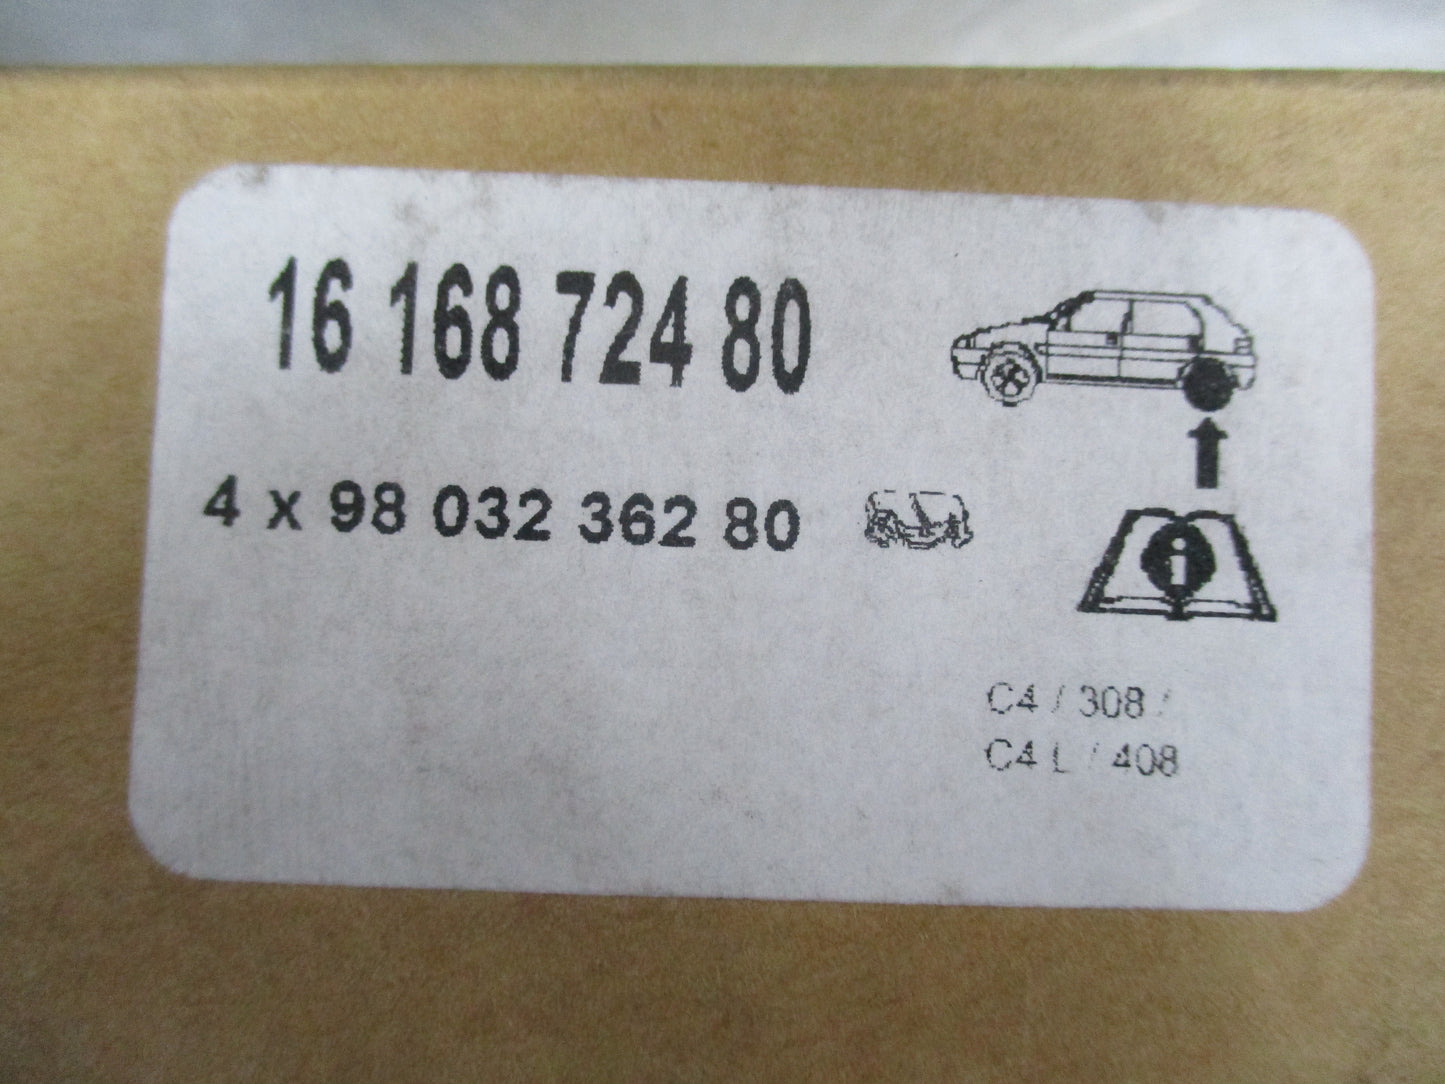 16 168 724 80
4 x 98 032 362 80
i
C4 / 308 /
C4 L / 408